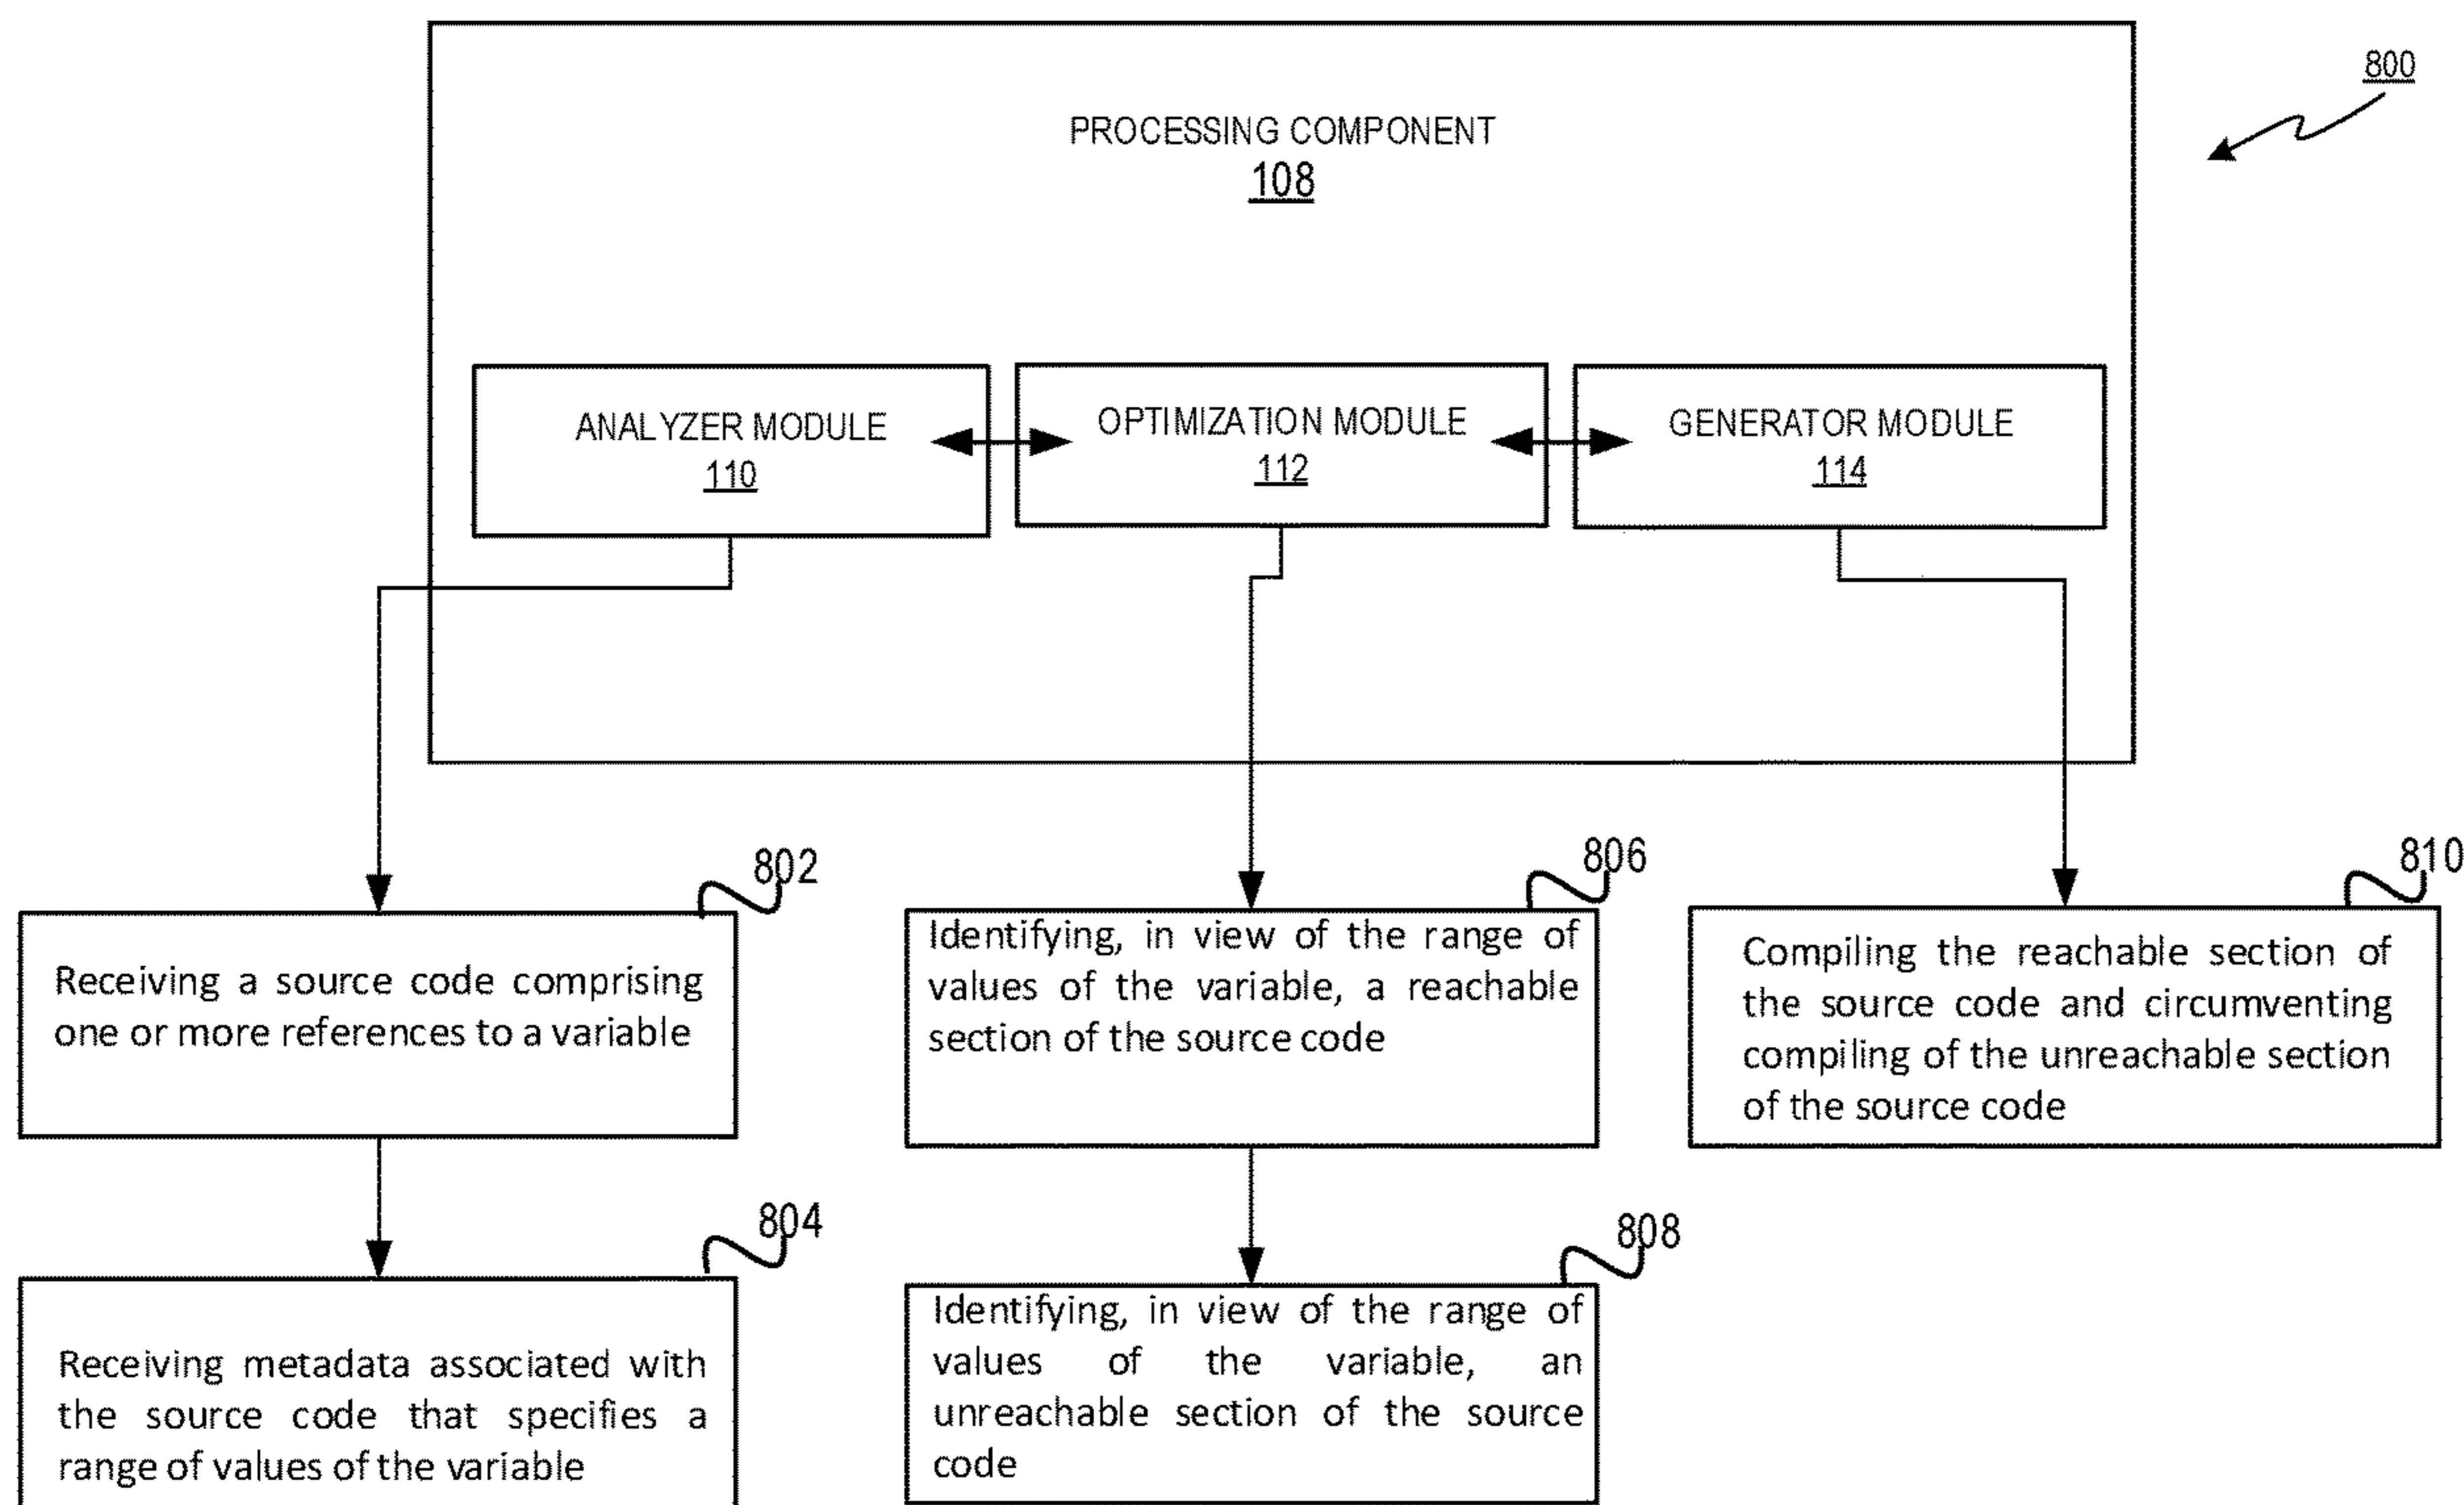 800
PROCESSING COMPONENT
108
ANALYZER MODULE
110
OPTIMIZATION MODULE
112
GENERATOR MODULE
114
802
Receiving a source code comprising
one or more references to a variable
804
Receiving metadata associated with
the source code that specifies a
range of values of the variable
806
Identifying, in view of the range of
values of the variable, a reachable
section of the source code
808
Identifying, in view of the range of
values of the variable, an
unreachable section of the source
code
810
Compiling the reachable section of
the source code and circumventing
compiling of the unreachable section
of the source code